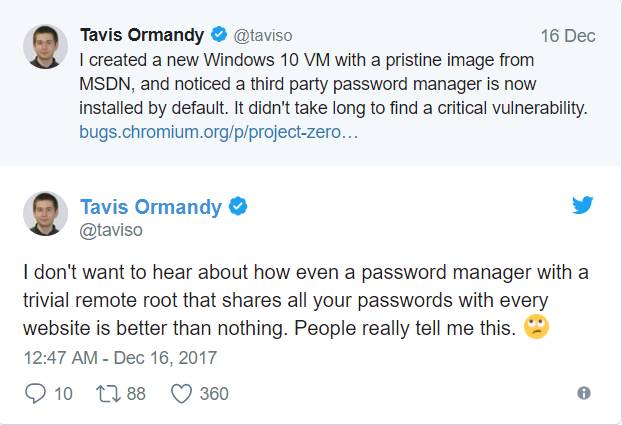 Tavis Ormandy @taviso 16 Dec
I created a new Windows 10 VM with a pristine image from
MSDN, and noticed a third party password manager is now
installed by default. It didn't take long to find a critical vulnerability.
bugs.chromium.org/p/project-zero…
Tavis Ormandy
@taviso
I don't want to hear about how even a password manager with a
trivial remote root that shares all your passwords with every
website is better than nothing. People really tell me this. 🙄
12:47 AM - Dec 16, 2017
10 88 360